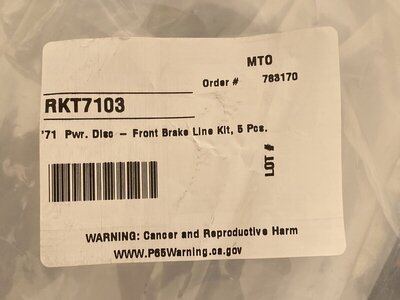 MTO
Order # 763170
RKT7103
'71 Pwr. Disc – Front Brake Line Kit, 5 Pcs.
LOT #
WARNING: Cancer and Reproductive Harm
WWW.P65Warning.ca.gov